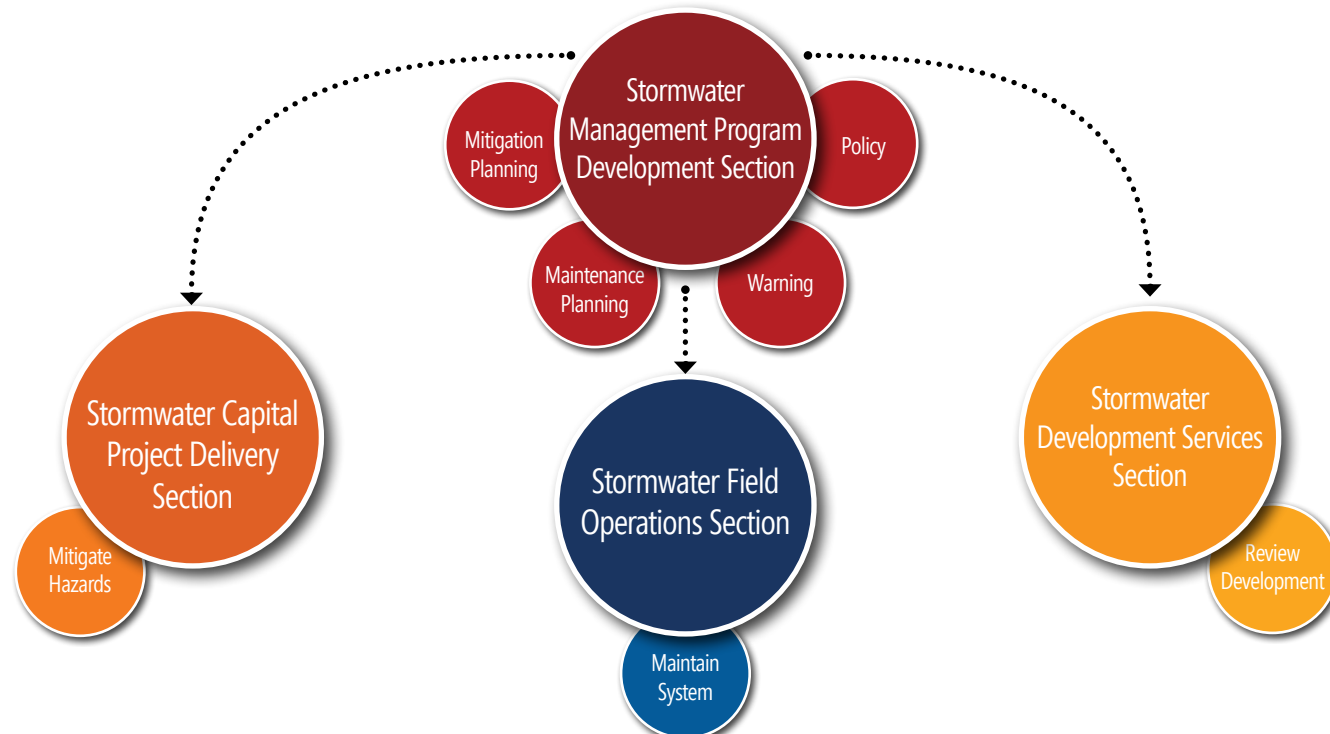 Stormwater
Management Program
Development Section
Mitigation
Planning
Policy
Maintenance
Planning
Warning
Stormwater Capital
Project Delivery
Section
Mitigate
Hazards
Stormwater Field
Operations Section
Maintain
System
Stormwater
Development Services
Section
Review
Development